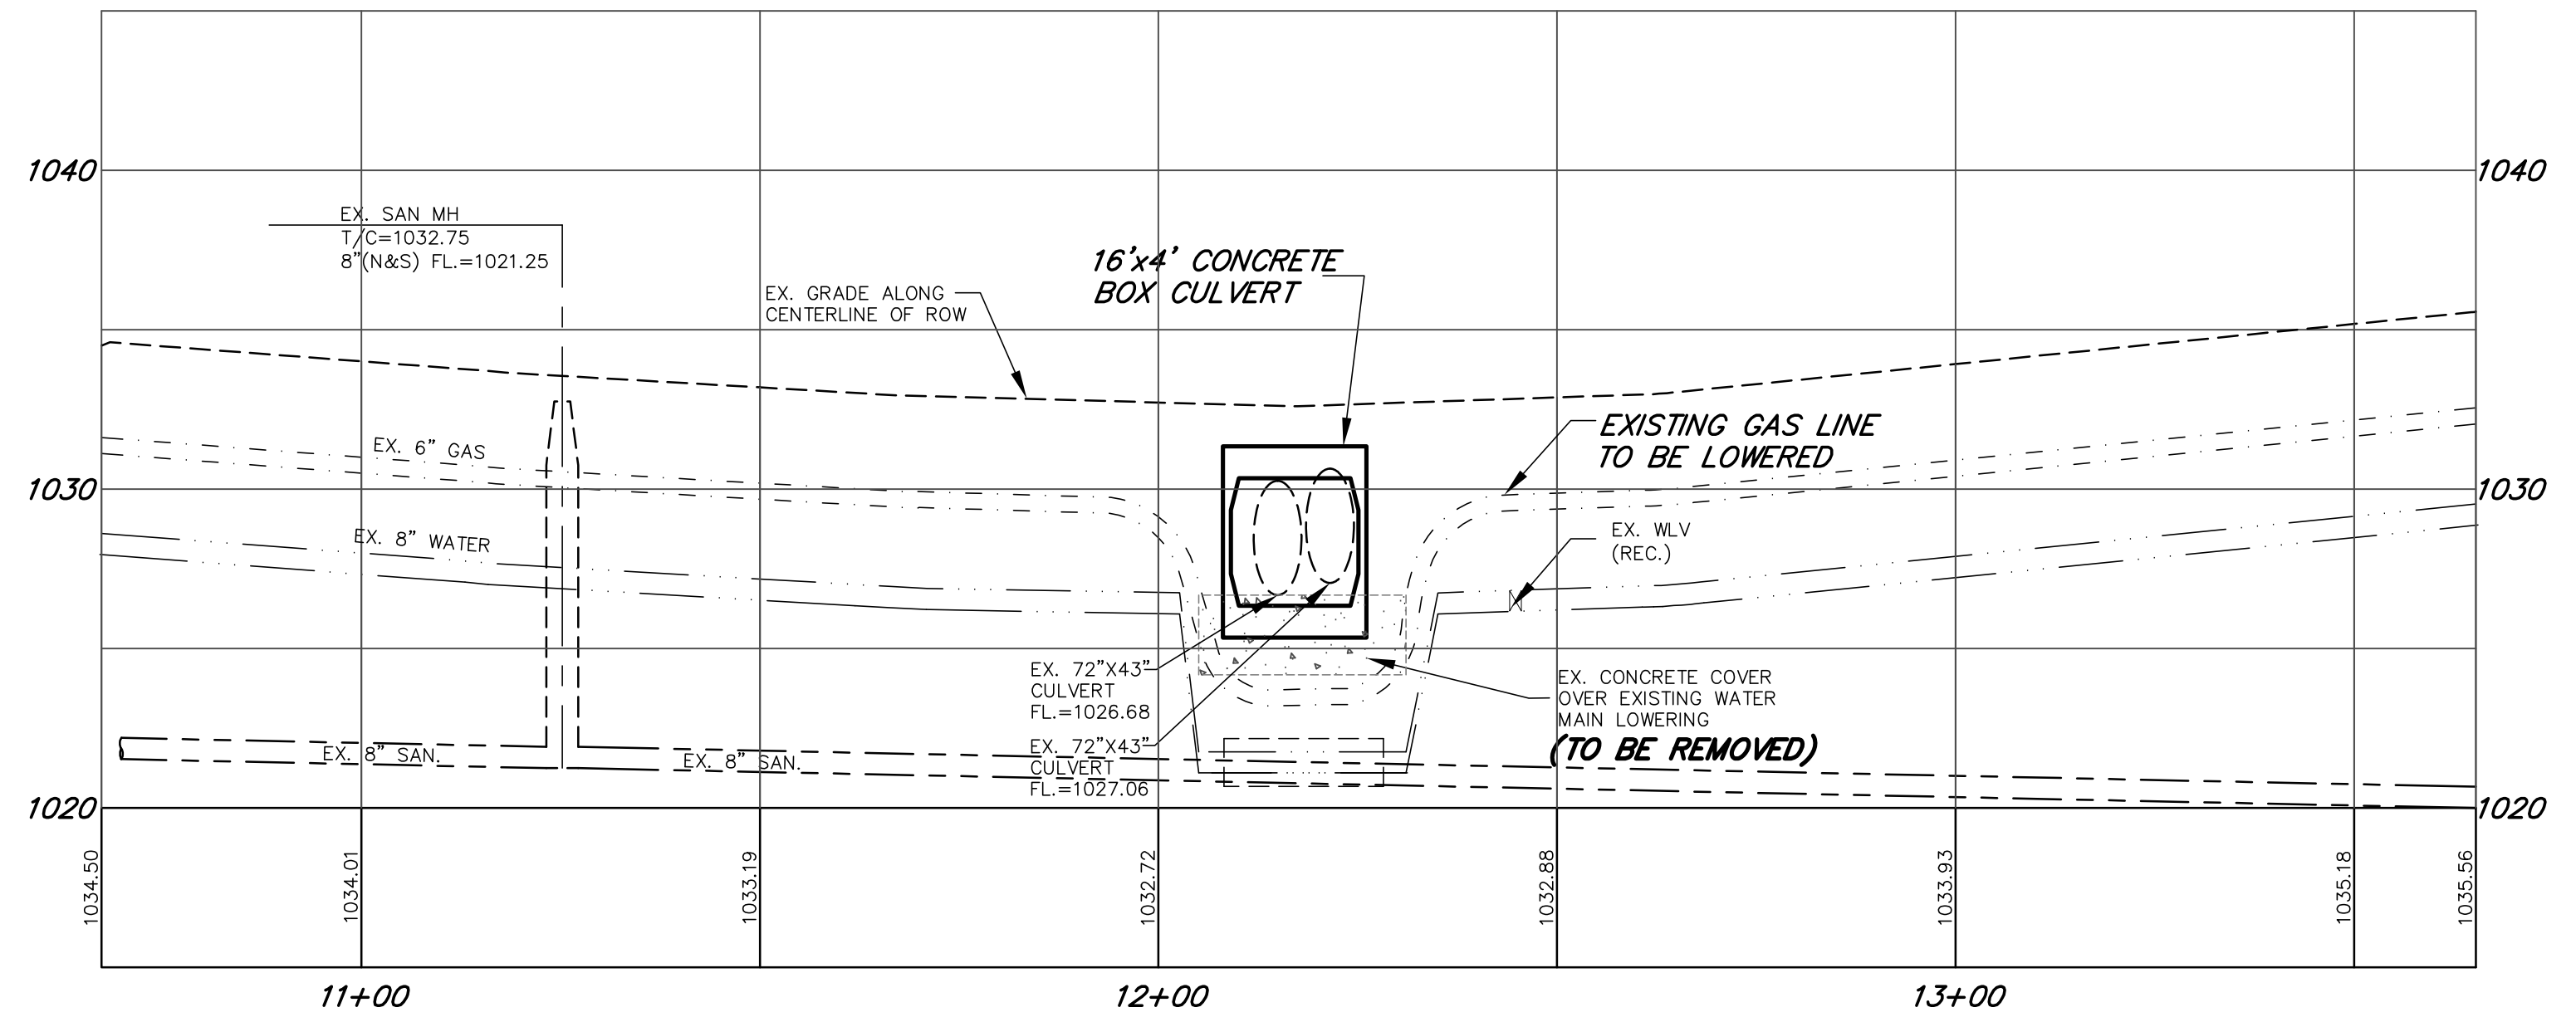 1040
1040
EX. SAN MH
T/C=1032.75
8"(N&S) FL.=1021.25
16'x4' CONCRETE
BOX CULVERT
EX. GRADE ALONG
CENTERLINE OF ROW
EXISTING GAS LINE
TO BE LOWERED
EX. 6" GAS
1030
1030
EX. 8" WATER
EX. WLV
(REC.)
EX. 72"X43"
CULVERT
FL.=1026.68
EX. CONCRETE COVER
OVER EXISTING WATER
MAIN LOWERING
(TO BE REMOVED)
EX. 72"X43"
CULVERT
FL.=1027.06
EX. 8" SAN.
EX. 8" SAN.
1020
1020
1034.50
1034.01
1033.19
1032.72
1032.88
1033.93
1035.18
1035.56
11+00
12+00
13+00